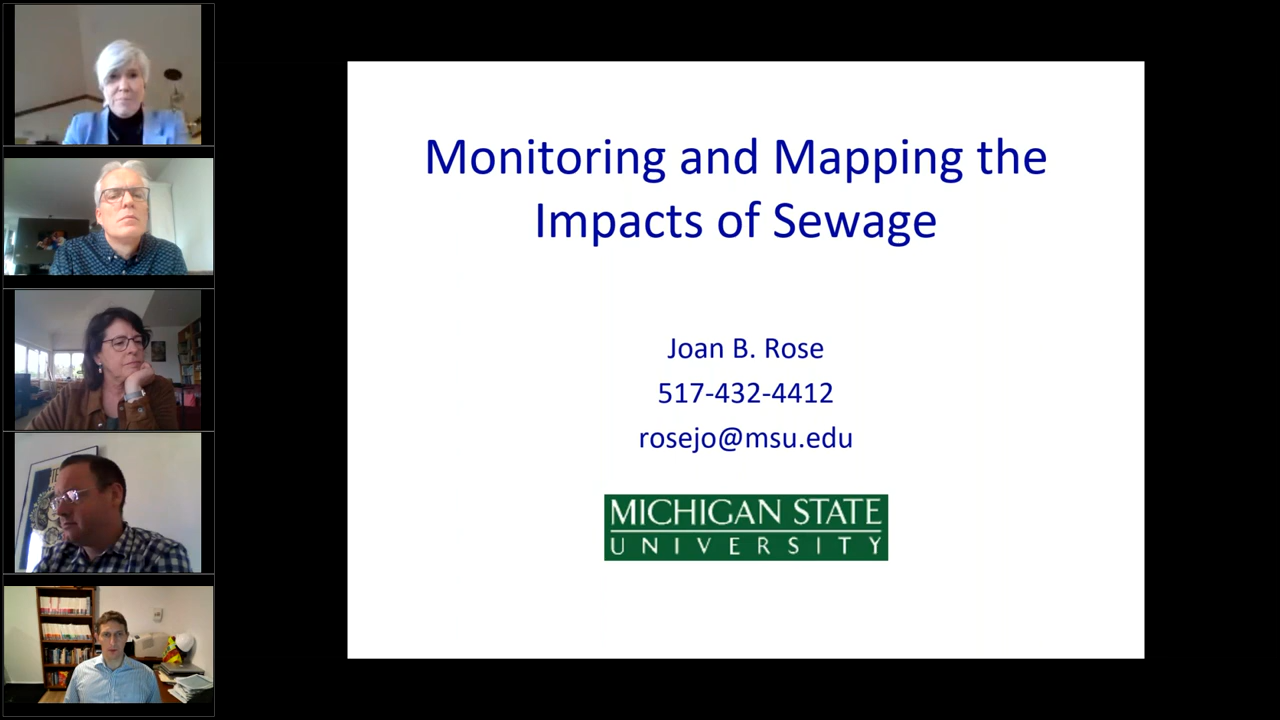 Monitoring and Mapping the
Impacts of Sewage
Joan B. Rose
517-432-4412
rosejo@msu.edu
MICHIGAN STATE
UNIVERSITY